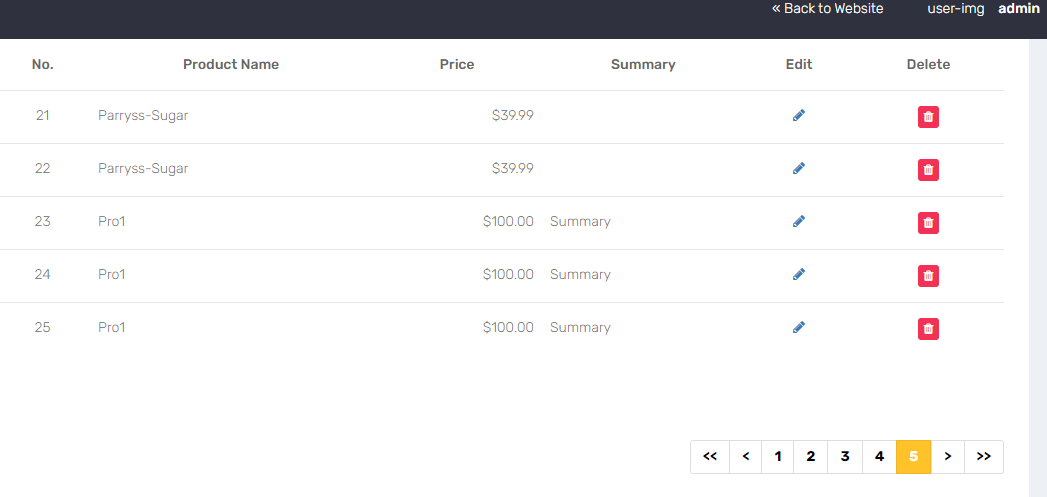 « Back to Website user-img admin
No. Product Name Price Summary Edit Delete
21 Parryss-Sugar $39.99
22 Parryss-Sugar $39.99
23 Pro1 $100.00 Summary
24 Pro1 $100.00 Summary
25 Pro1 $100.00 Summary
<< < 1 2 3 4 5 > >>